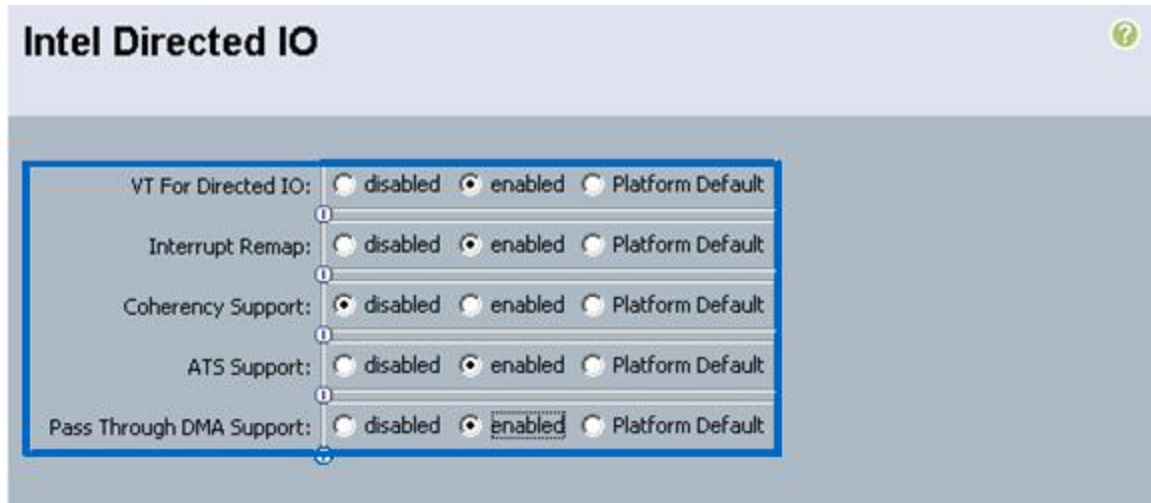 Intel Directed IO
?
VT For Directed IO: disabled enabled Platform Default
Interrupt Remap: disabled enabled Platform Default
Coherency Support: disabled enabled Platform Default
ATS Support: disabled enabled Platform Default
Pass Through DMA Support: disabled enabled Platform Default